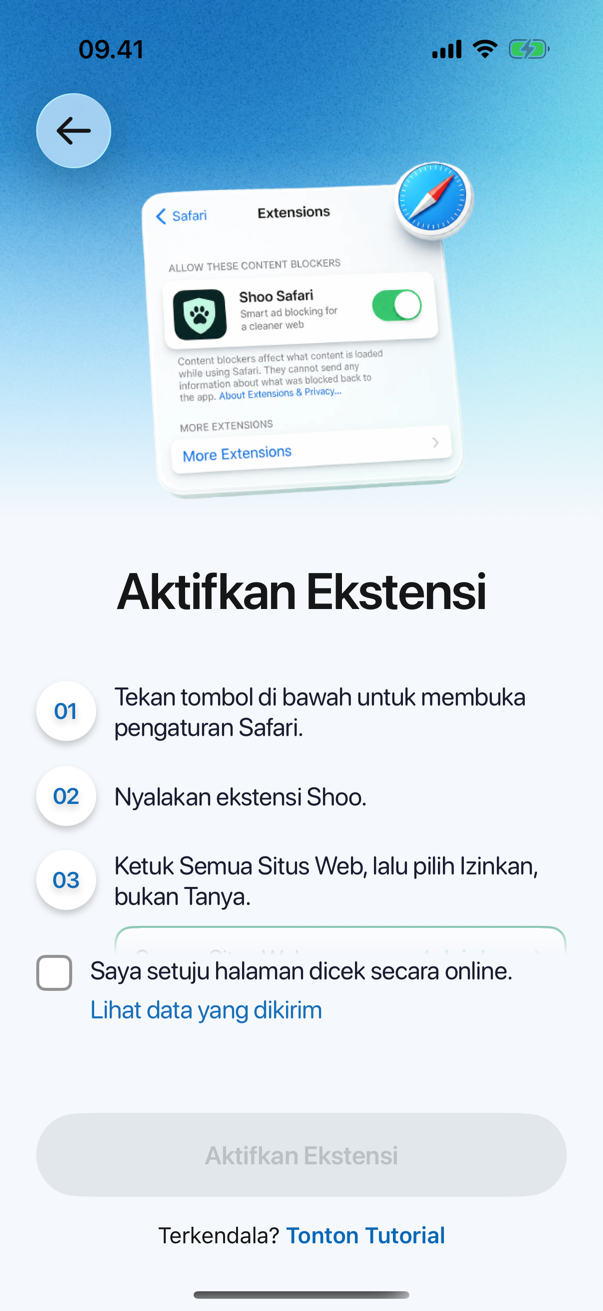 09.41
Safari
Extensions
ALLOW THESE CONTENT BLOCKERS
Shoo Safari
Smart ad blocking for
a cleaner web
Content blockers affect what content is loaded
while using Safari. They cannot send any
information about what was blocked back to
the app. About Extensions & Privacy...
MORE EXTENSIONS
More Extensions
Aktifkan Ekstensi
01
Tekan tombol di bawah untuk membuka
pengaturan Safari.
02
Nyalakan ekstensi Shoo.
03
Ketuk Semua Situs Web, lalu pilih Izinkan,
bukan Tanya.
Saya setuju halaman dicek secara online.
Lihat data yang dikirim
Aktifkan Ekstensi
Terkendala? Tonton Tutorial